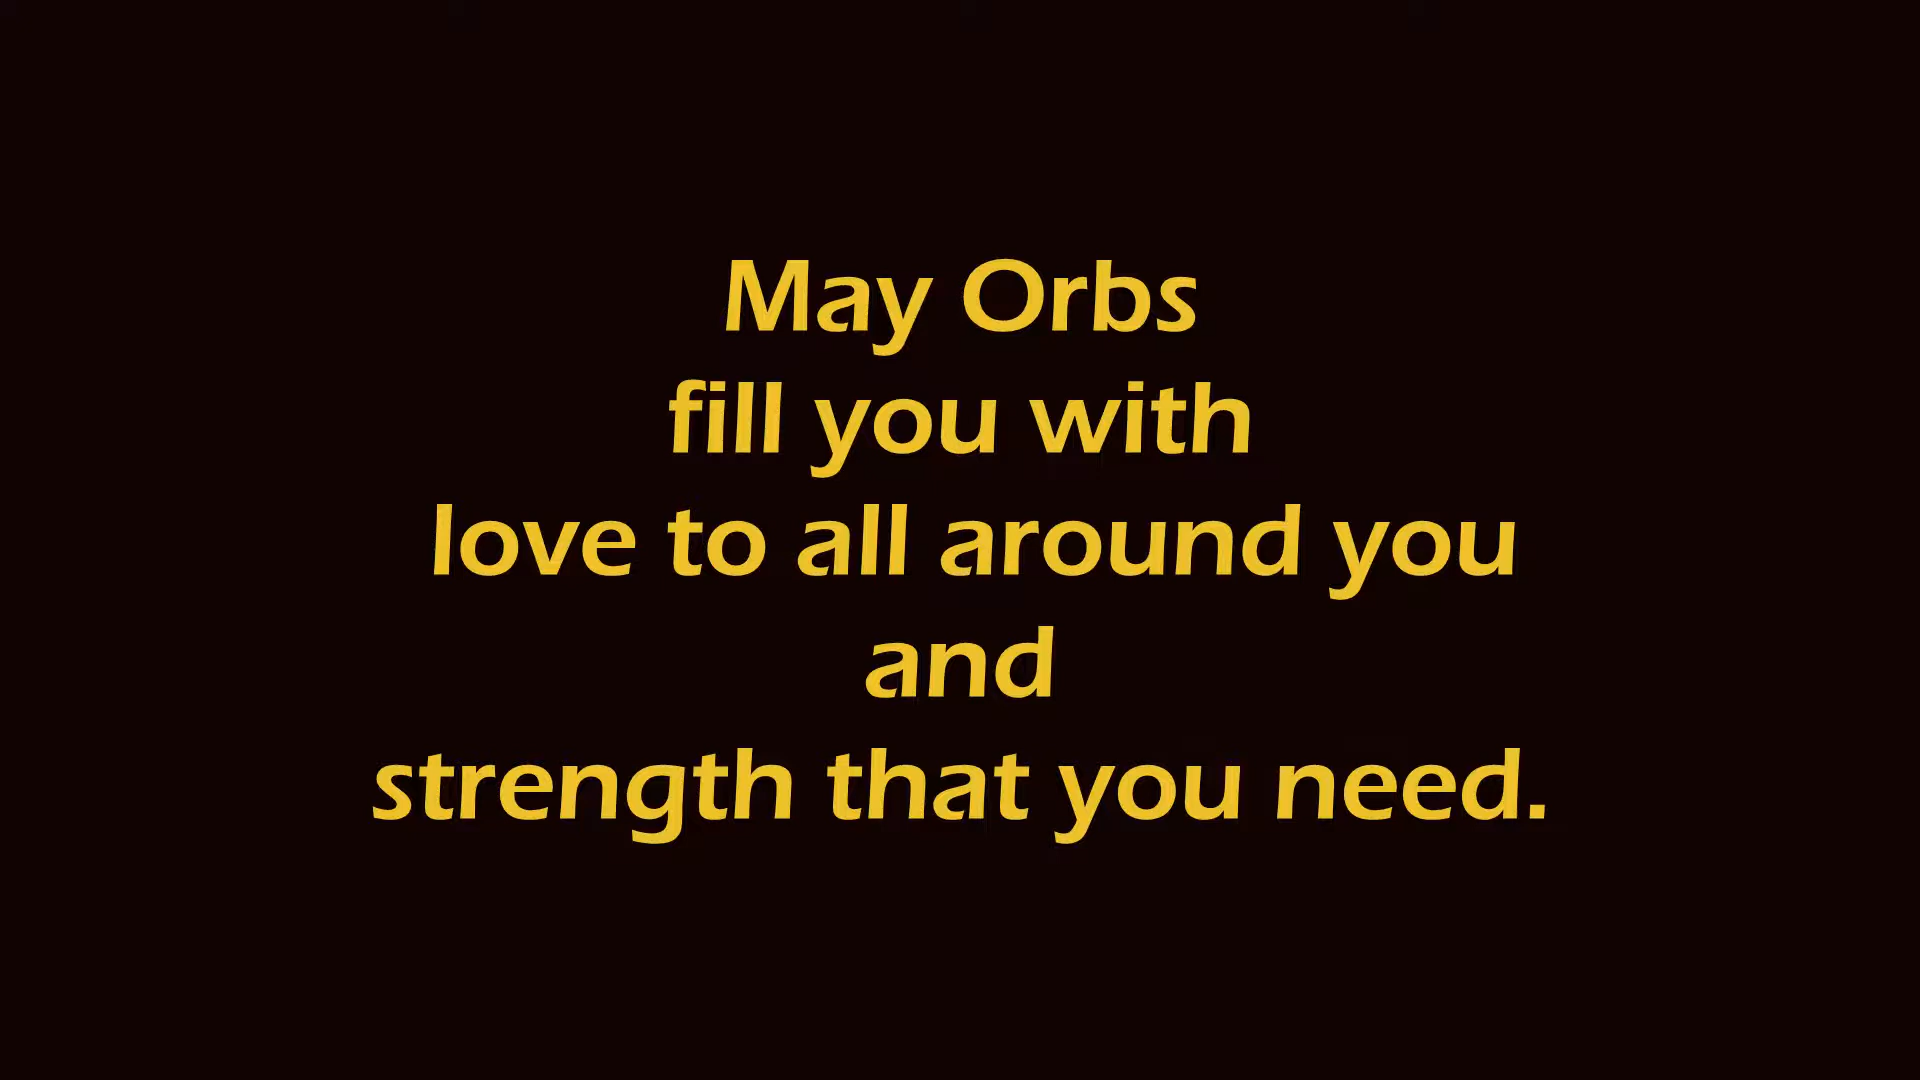 May Orbs
fill you with
love to all around you
and
strength that you need.